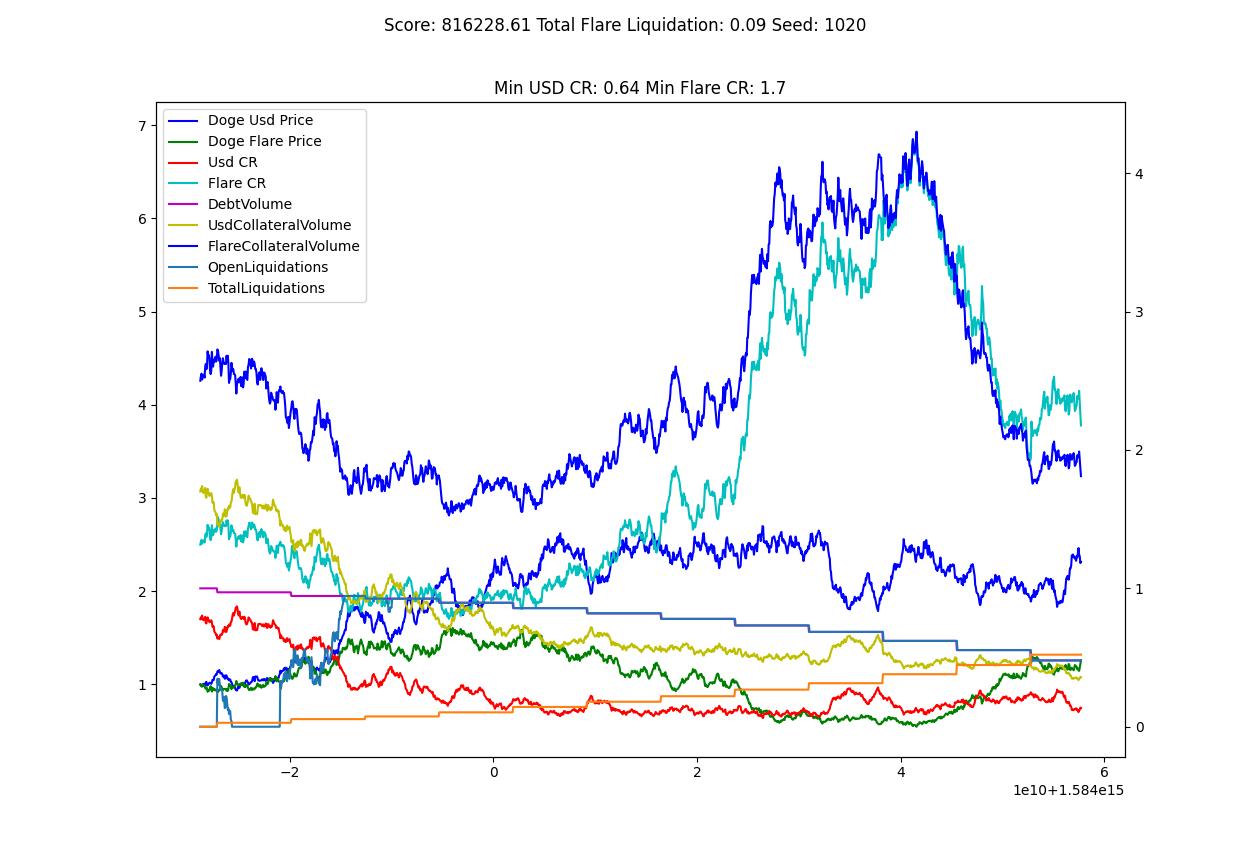 Score: 816228.61 Total Flare Liquidation: 0.09 Seed: 1020
Min USD CR: 0.64 Min Flare CR: 1.7
Doge Usd Price
Doge Flare Price
Usd CR
Flare CR
DebtVolume
UsdCollateralVolume
FlareCollateralVolume
OpenLiquidations
TotalLiquidations
7
6
5
4
3
2
1
4
3
2
1
0
−2
0
2
4
6
1e10+1.584e15